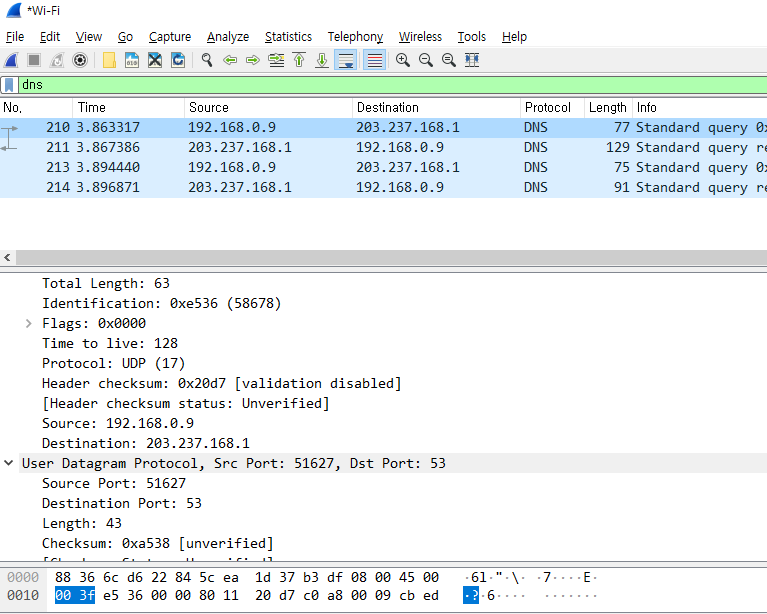 *Wi-Fi
File Edit View Go Capture Analyze Statistics Telephony Wireless Tools Help
dns
No. Time Source Destination Protocol Length Info
210 3.863317 192.168.0.9 203.237.168.1 DNS 77 Standard query 0x
211 3.867386 203.237.168.1 192.168.0.9 DNS 129 Standard query re
213 3.894440 192.168.0.9 203.237.168.1 DNS 75 Standard query 0x
214 3.896871 203.237.168.1 192.168.0.9 DNS 91 Standard query re
Total Length: 63
Identification: 0xe536 (58678)
Flags: 0x0000
Time to live: 128
Protocol: UDP (17)
Header checksum: 0x20d7 [validation disabled]
[Header checksum status: Unverified]
Source: 192.168.0.9
Destination: 203.237.168.1
User Datagram Protocol, Src Port: 51627, Dst Port: 53
Source Port: 51627
Destination Port: 53
Length: 43
Checksum: 0xa538 [unverified]
0000 88 36 6c d6 22 84 5c ea 1d 37 b3 df 08 00 45 00 ·6l·"·\· ·7····E·
0010 00 3f e5 36 00 00 80 11 20 d7 c0 a8 00 09 cb ed ·?·6···· ········